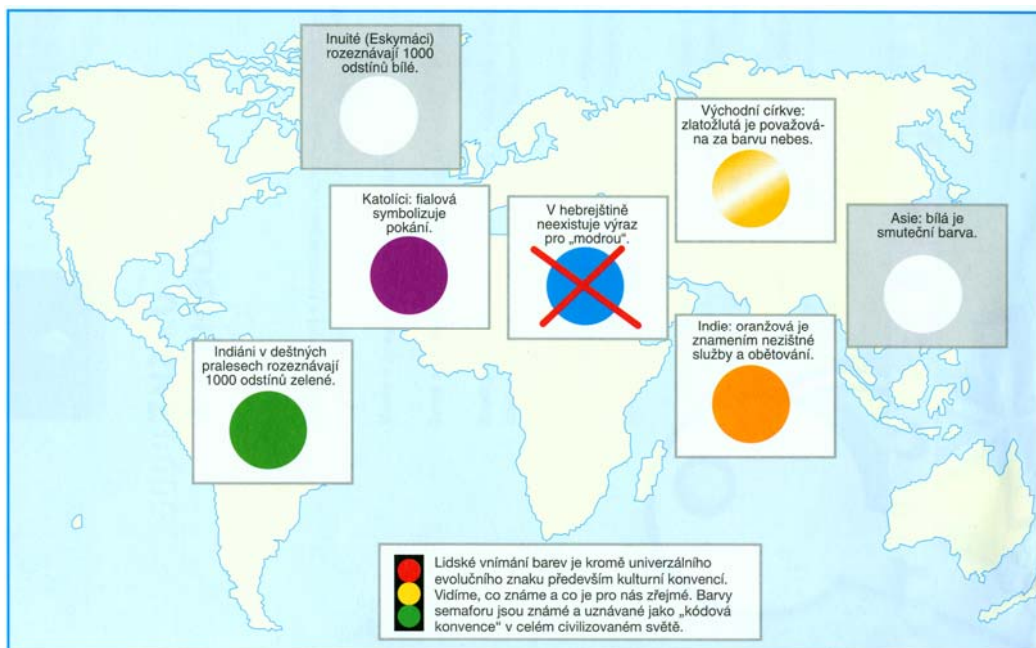 Inuité (Eskymáci)
rozeznávají 1000
odstínů bílé.
Východní církve:
zlatožlutá je považová-
na za barvu nebes.
Katolíci: fialová
symbolizuje
pokání.
V hebrejštině
neexistuje výraz
pro „modrou“.
Asie: bílá je
smuteční barva.
Indiáni v deštných
pralesech rozeznávají
1000 odstínů zelené.
Indie: oranžová je
znamením nezištné
služby a obětování.
Lidské vnímání barev je kromě univerzálního
evolučního znaku především kulturní konvencí.
Vidíme, co známe a co je pro nás zřejmé. Barvy
semaforu jsou známé a uznávané jako „kódová
konvence“ v celém civilizovaném světě.